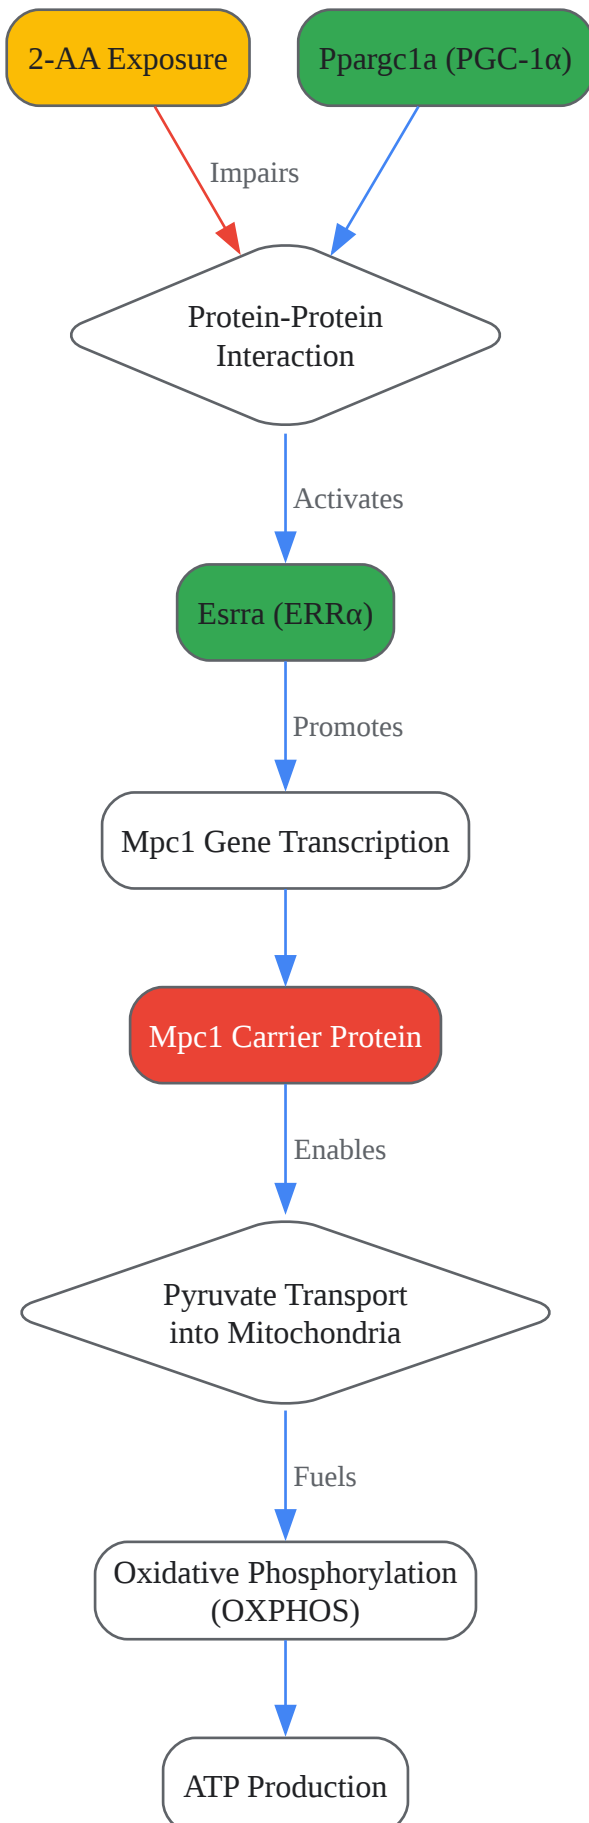 2-AA Exposure
Ppargc1a (PGC-1α)
Impairs
Protein-Protein
Interaction
Activates
Esrra (ERRα)
Promotes
Mpc1 Gene Transcription
Mpc1 Carrier Protein
Enables
Pyruvate Transport
into Mitochondria
Fuels
Oxidative Phosphorylation
(OXPHOS)
ATP Production